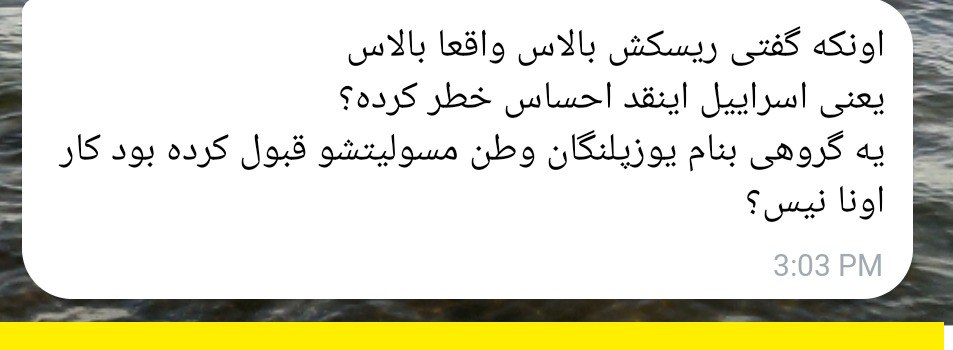 اونکه گفتی ریسکش بالاس واقعا بالاس
یعنی اسراییل اینقد احساس خطر کرده؟
یه گروهی بنام یوزپلنگان وطن مسولیتشو قبول کرده بود کار
اونا نیس؟
3:03 PM